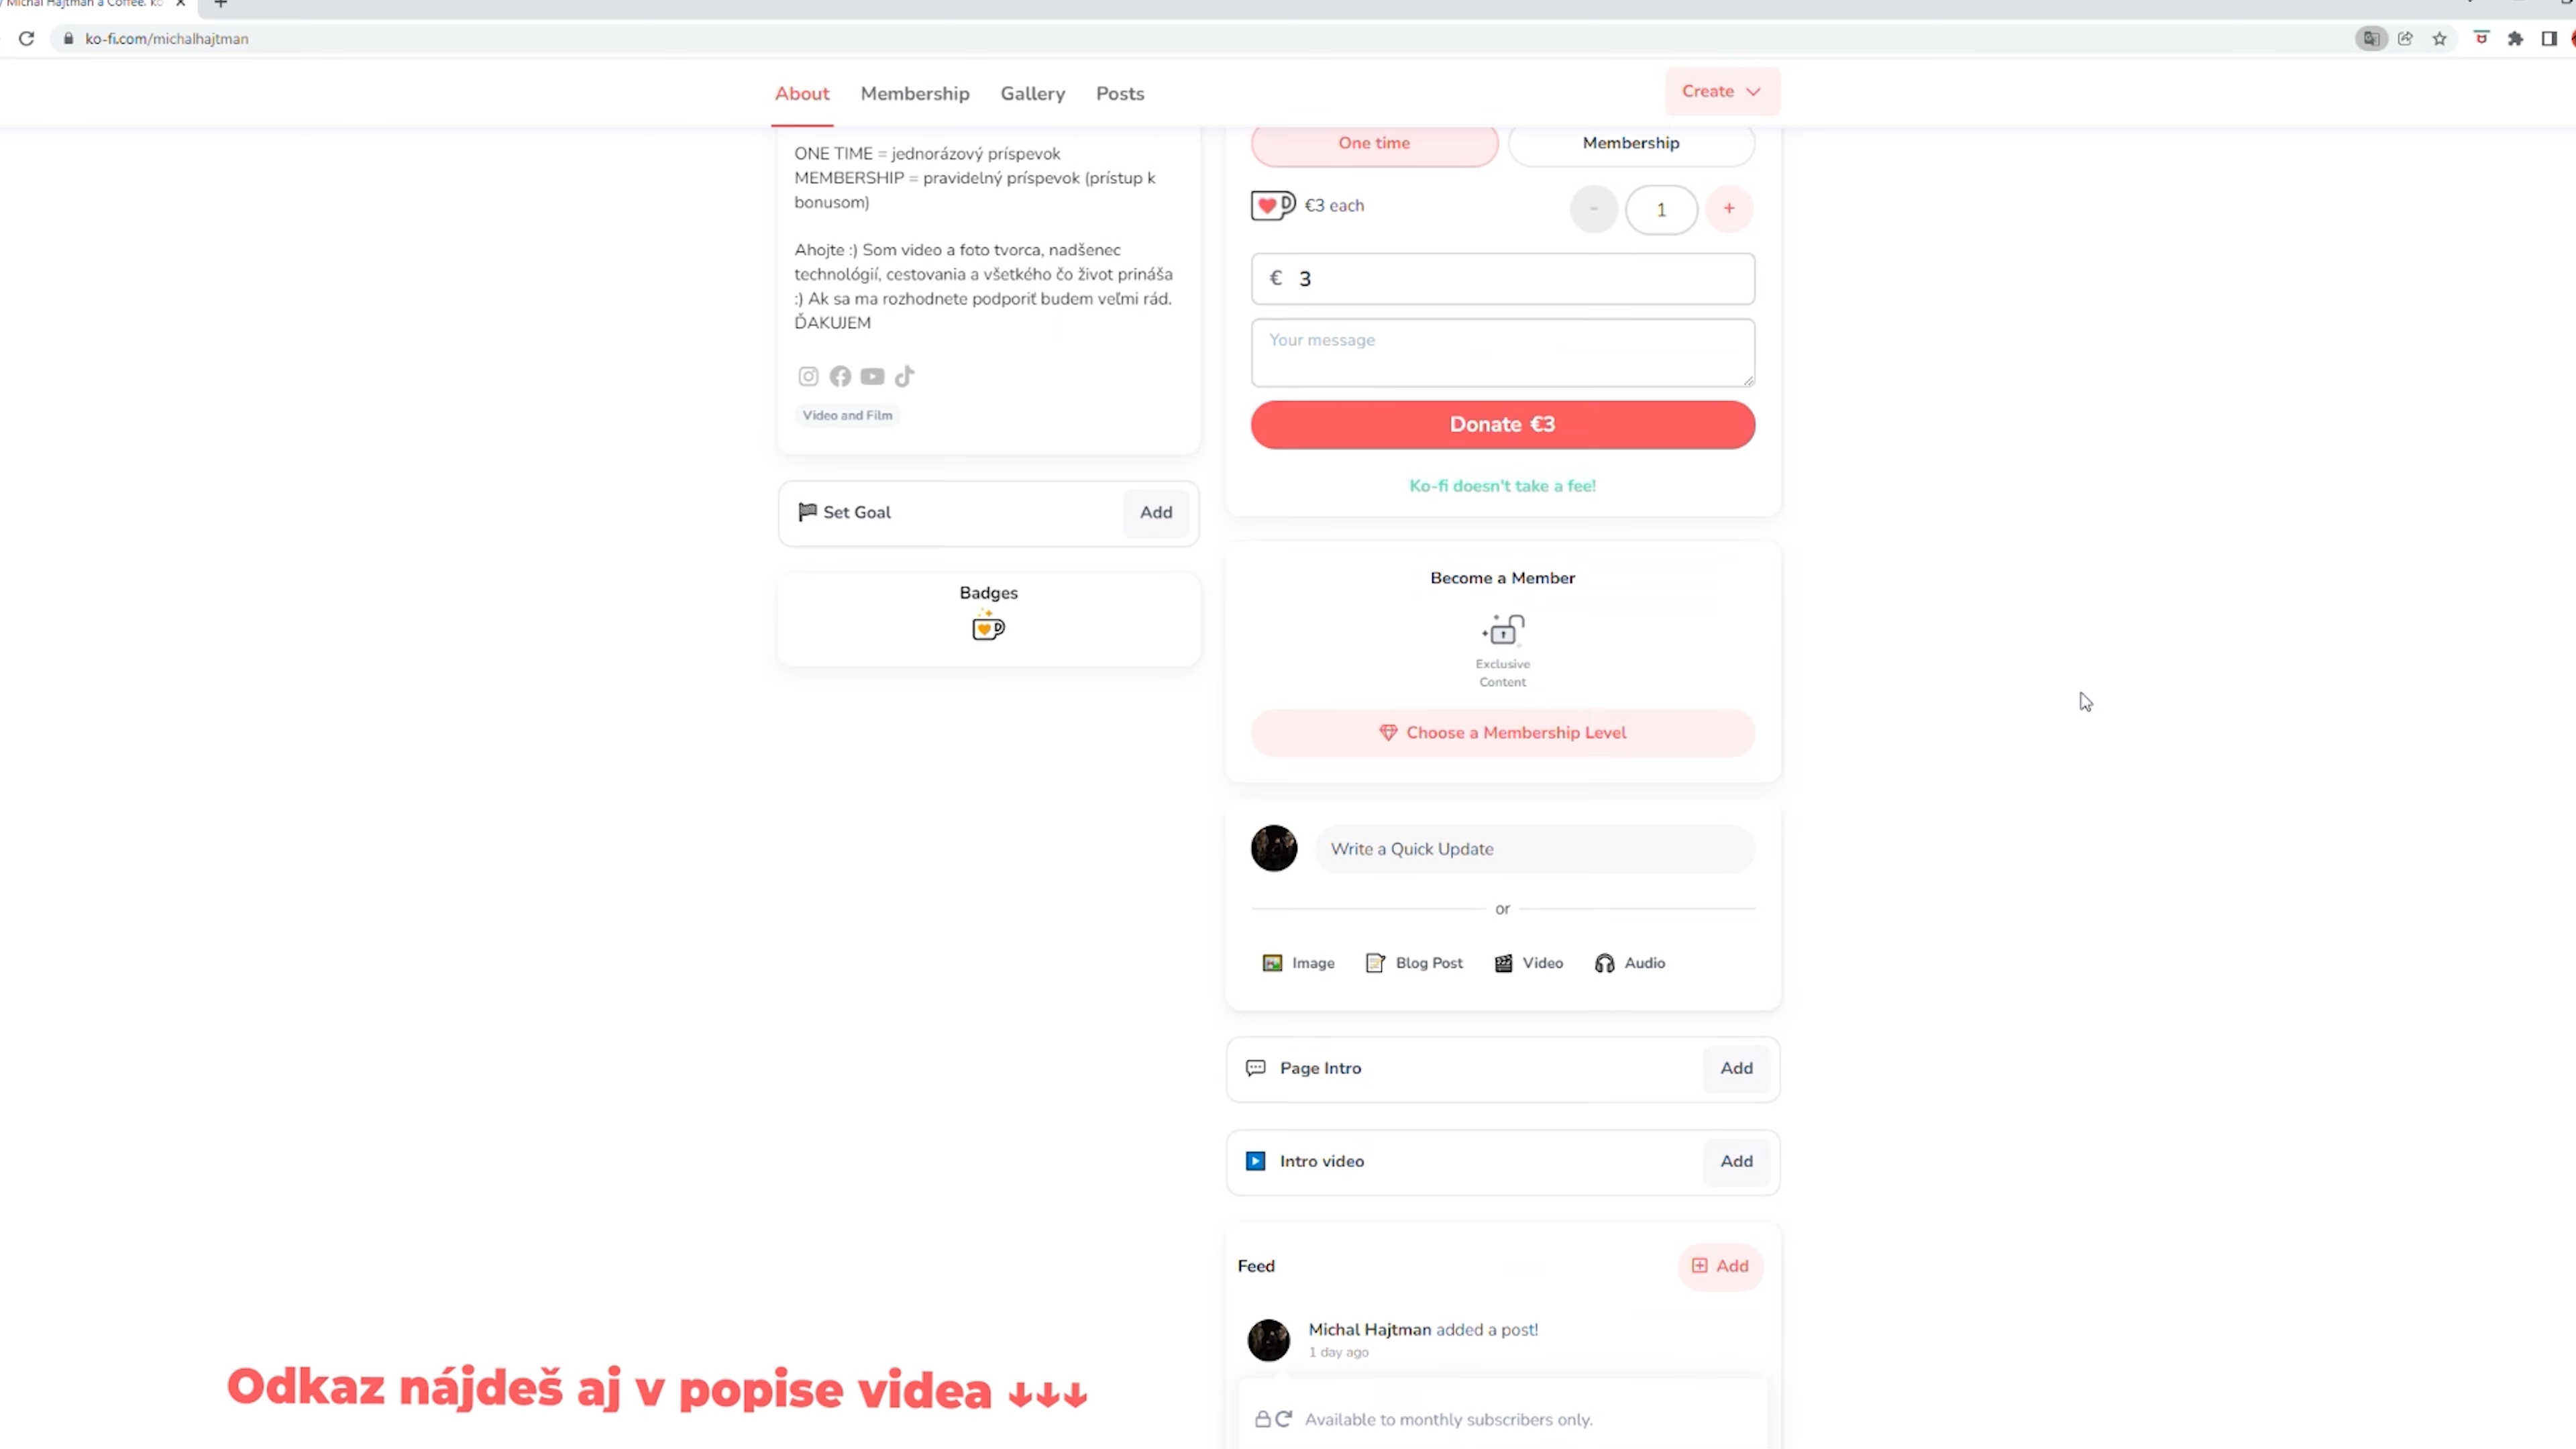 Michal Hajtman a Coffee. ko
ko-fi.com/michalhajtman
About Membership Gallery Posts
Create
ONE TIME = jednorázový príspevok
MEMBERSHIP = pravidelný príspevok (prístup k
bonusom)
Ahojte :) Som video a foto tvorca, nadšenec
technológií, cestovania a všetkého čo život prináša
:) Ak sa ma rozhodnete podporiť budem veľmi rád.
ĎAKUJEM
Video and Film
Set Goal Add
Badges
One time Membership
€3 each - 1 +
€ 3
Your message
Donate €3
Ko-fi doesn't take a fee!
Become a Member
Exclusive
Content
Choose a Membership Level
Write a Quick Update
or
Image Blog Post Video Audio
Page Intro Add
Intro video Add
Feed Add
Michal Hajtman added a post!
1 day ago
Available to monthly subscribers only.
Odkaz nájdeš aj v popise videa ↓↓↓